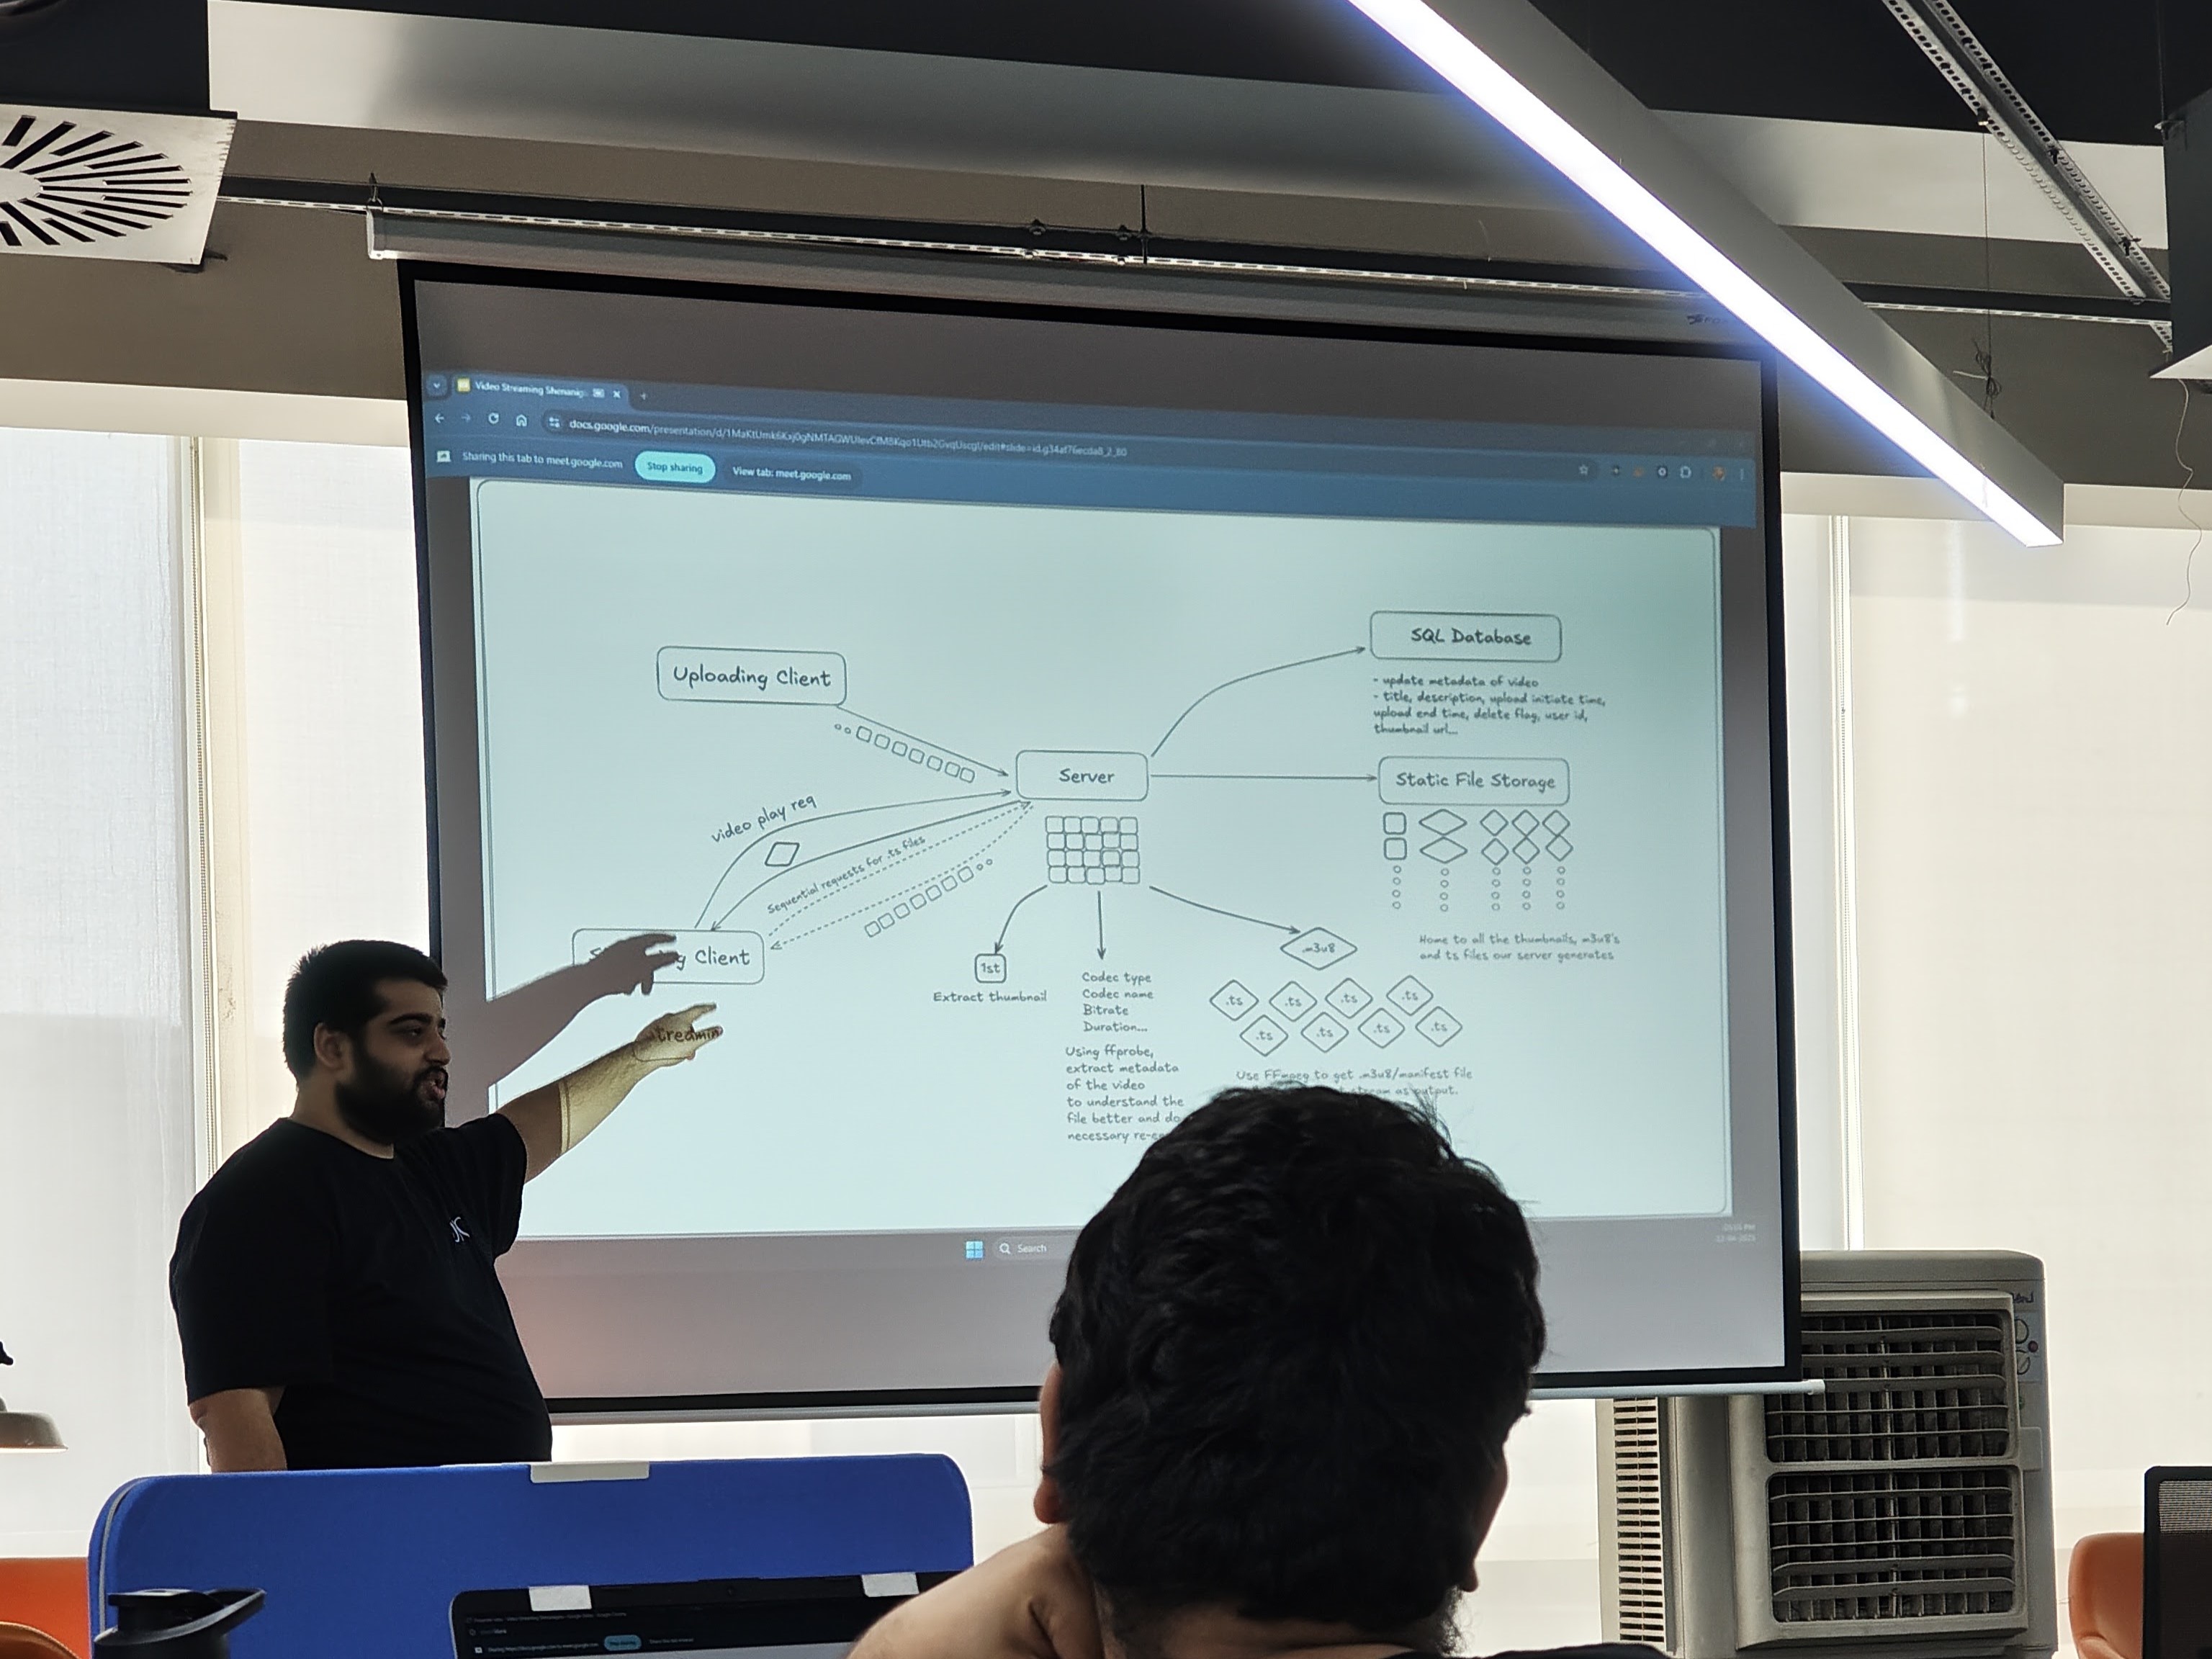 Video Streaming Shenanig
docs.google.com/presentation/d/
Sharing this tab to meet.google.com
Stop sharing
View tab: meet.google.com
Uploading Client
SQL Database
- update metadata of video
- title, description, upload initiate time,
upload end time, delete flag, user id,
thumbnail url...
Server
Static File Storage
video play req
Sequential requests for .ts files
Client
Streamin
Home to all the thumbnails, m3u8's
and ts files our server generates
1st
Extract thumbnail
Codec type
Codec name
Bitrate
Duration...
Using ffprobe,
extract metadata
of the video
to understand the
file better and do
necessary
.m3u8
.ts .ts .ts .ts
.ts .ts .ts .ts
Use FFmpeg to get .m3u8/manifest file
stream as output.
Search